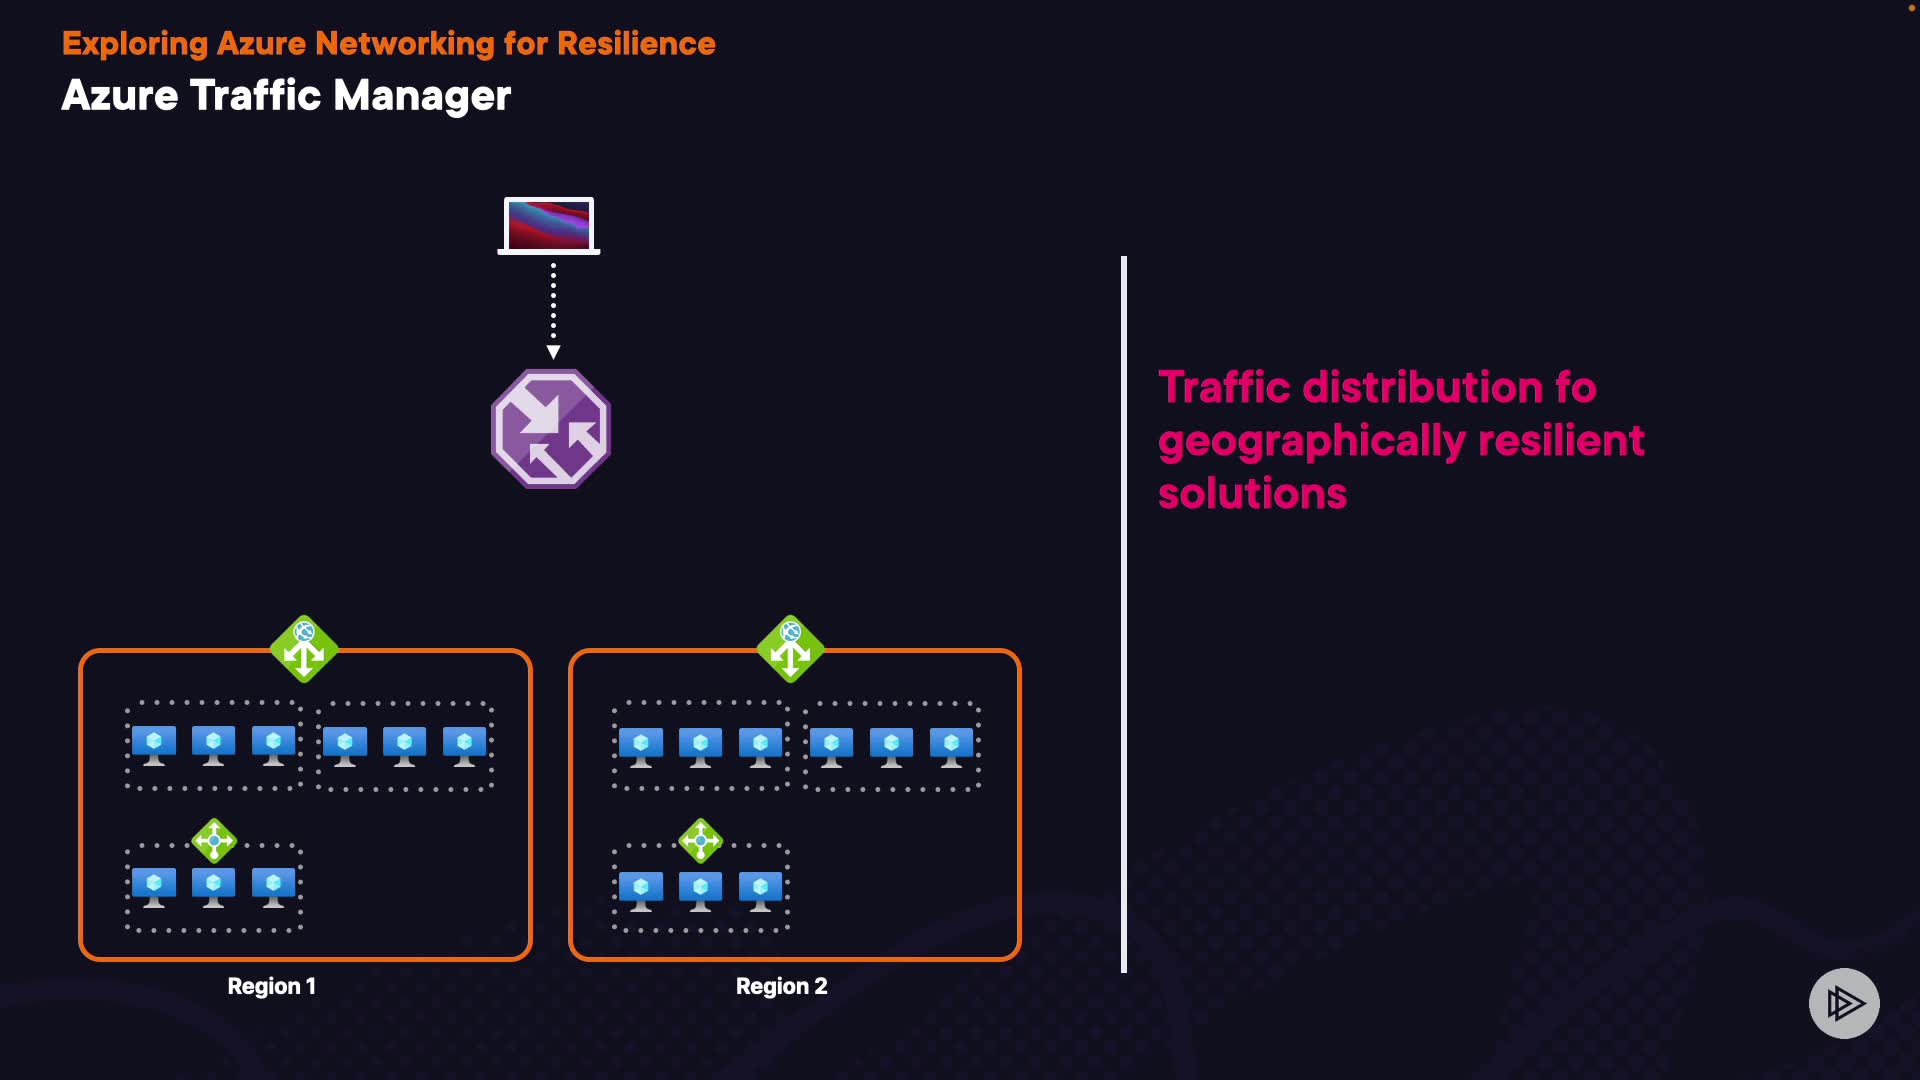 Exploring Azure Networking for Resilience
Azure Traffic Manager
Traffic distribution fo
geographically resilient
solutions
Region 1
Region 2